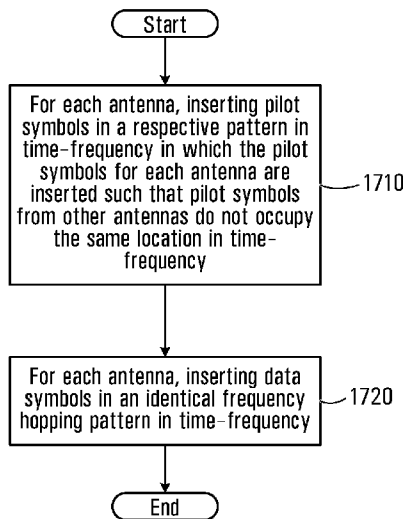 Start
For each antenna, inserting pilot
symbols in a respective pattern in
time-frequency in which the pilot
symbols for each antenna are
inserted such that pilot symbols
from other antennas do not occupy
the same location in time-
frequency
1710
For each antenna, inserting data
symbols in an identical frequency
hopping pattern in time-frequency
1720
End